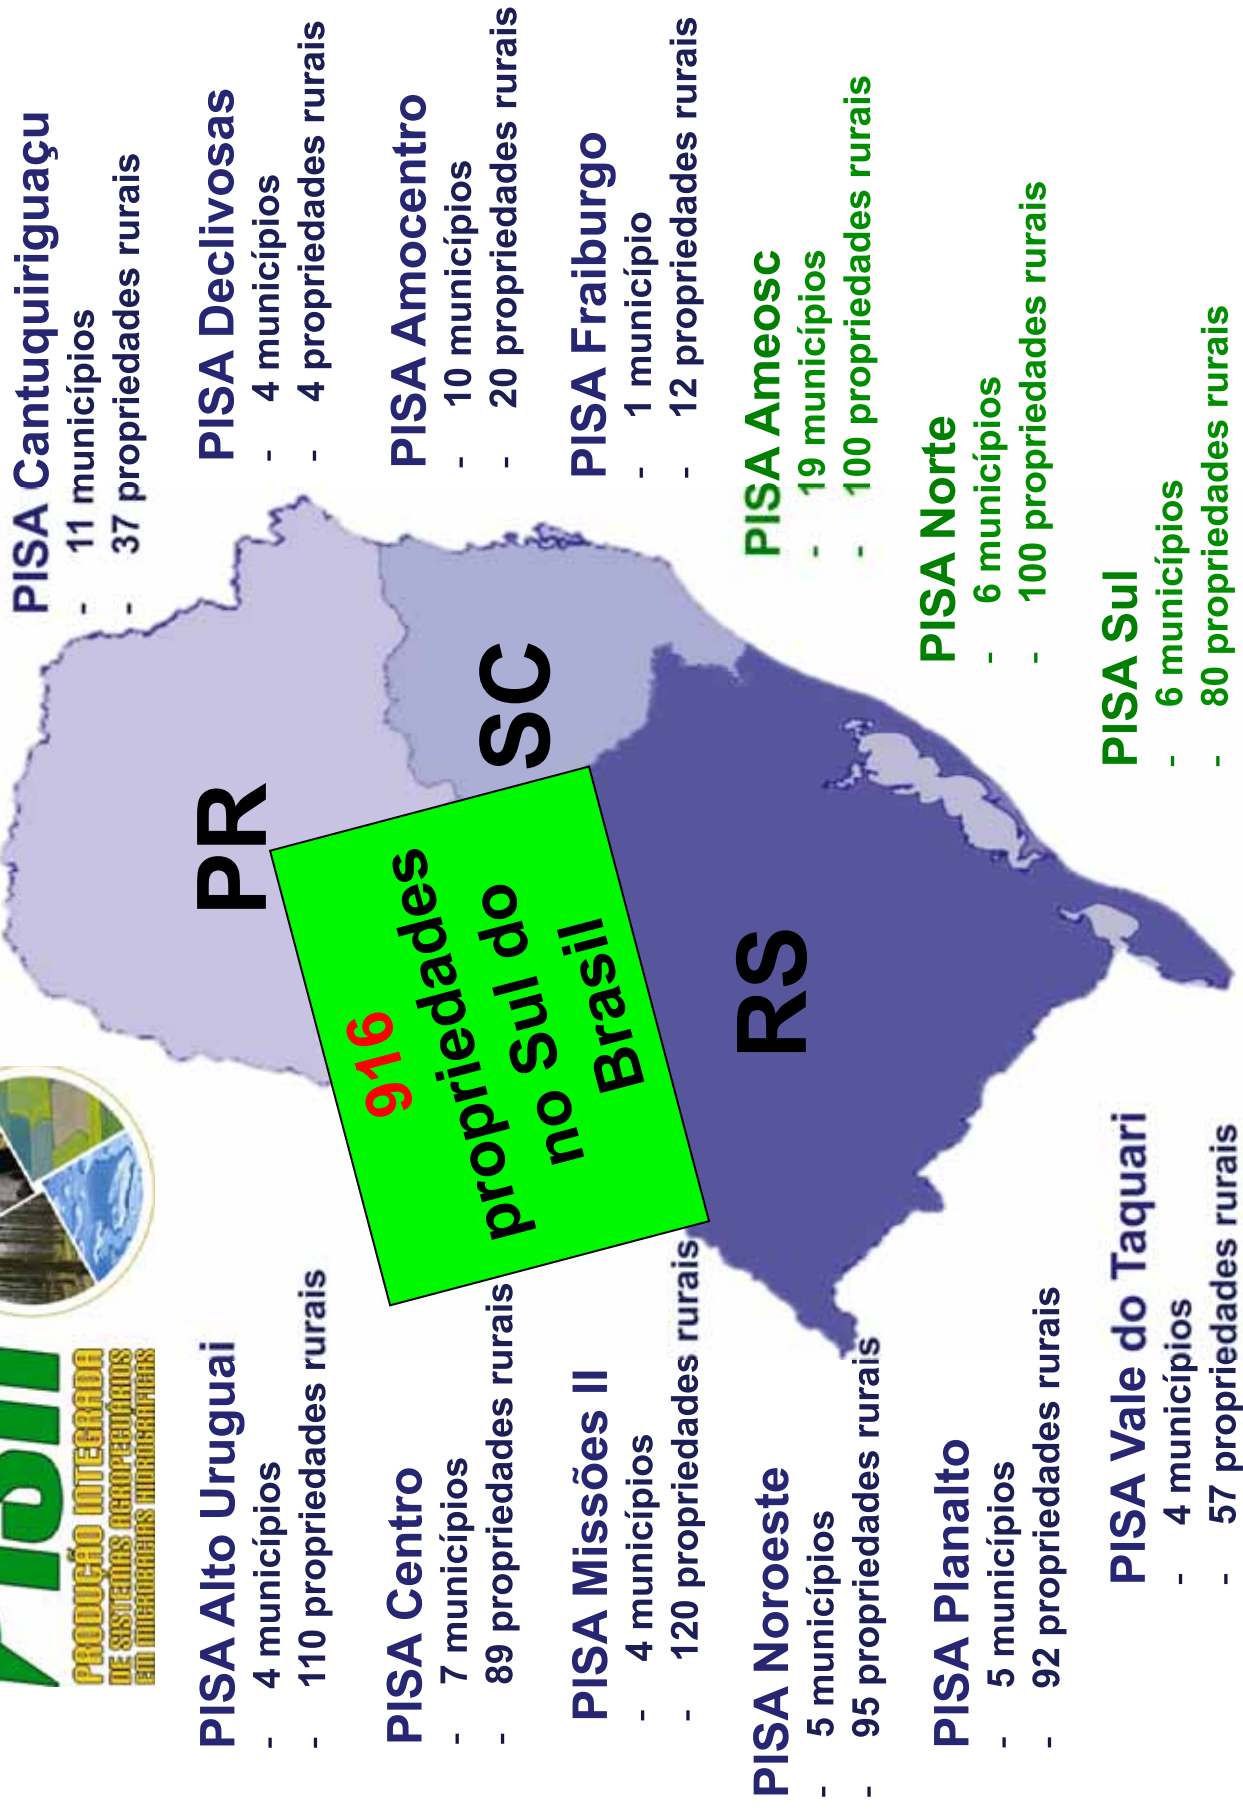 PRODUÇÃO INTEGRADA
DE SISTEMAS AGROPECUÁRIOS
EM MICROBACIAS HIDROGRÁFICAS
PISA Alto Uruguai
- 4 municípios
- 110 propriedades rurais
PISA Centro
- 7 municípios
- 89 propriedades rurais
PISA Missões II
- 4 municípios
- 120 propriedades rurais
PISA Noroeste
- 5 municípios
- 95 propriedades rurais
PISA Planalto
- 5 municípios
- 92 propriedades rurais
PISA Vale do Taquari
- 4 municípios
- 57 propriedades rurais
916
propriedades
no Sul do
Brasil
PR
SC
RS
PISA Cantuquiriguaçu
- 11 municípios
- 37 propriedades rurais
PISA Declivosas
- 4 municípios
- 4 propriedades rurais
PISA Amocentro
- 10 municípios
- 20 propriedades rurais
PISA Fraiburgo
- 1 município
- 12 propriedades rurais
PISA Ameosc
- 19 municípios
- 100 propriedades rurais
PISA Norte
- 6 municípios
- 100 propriedades rurais
PISA Sul
- 6 municípios
- 80 propriedades rurais